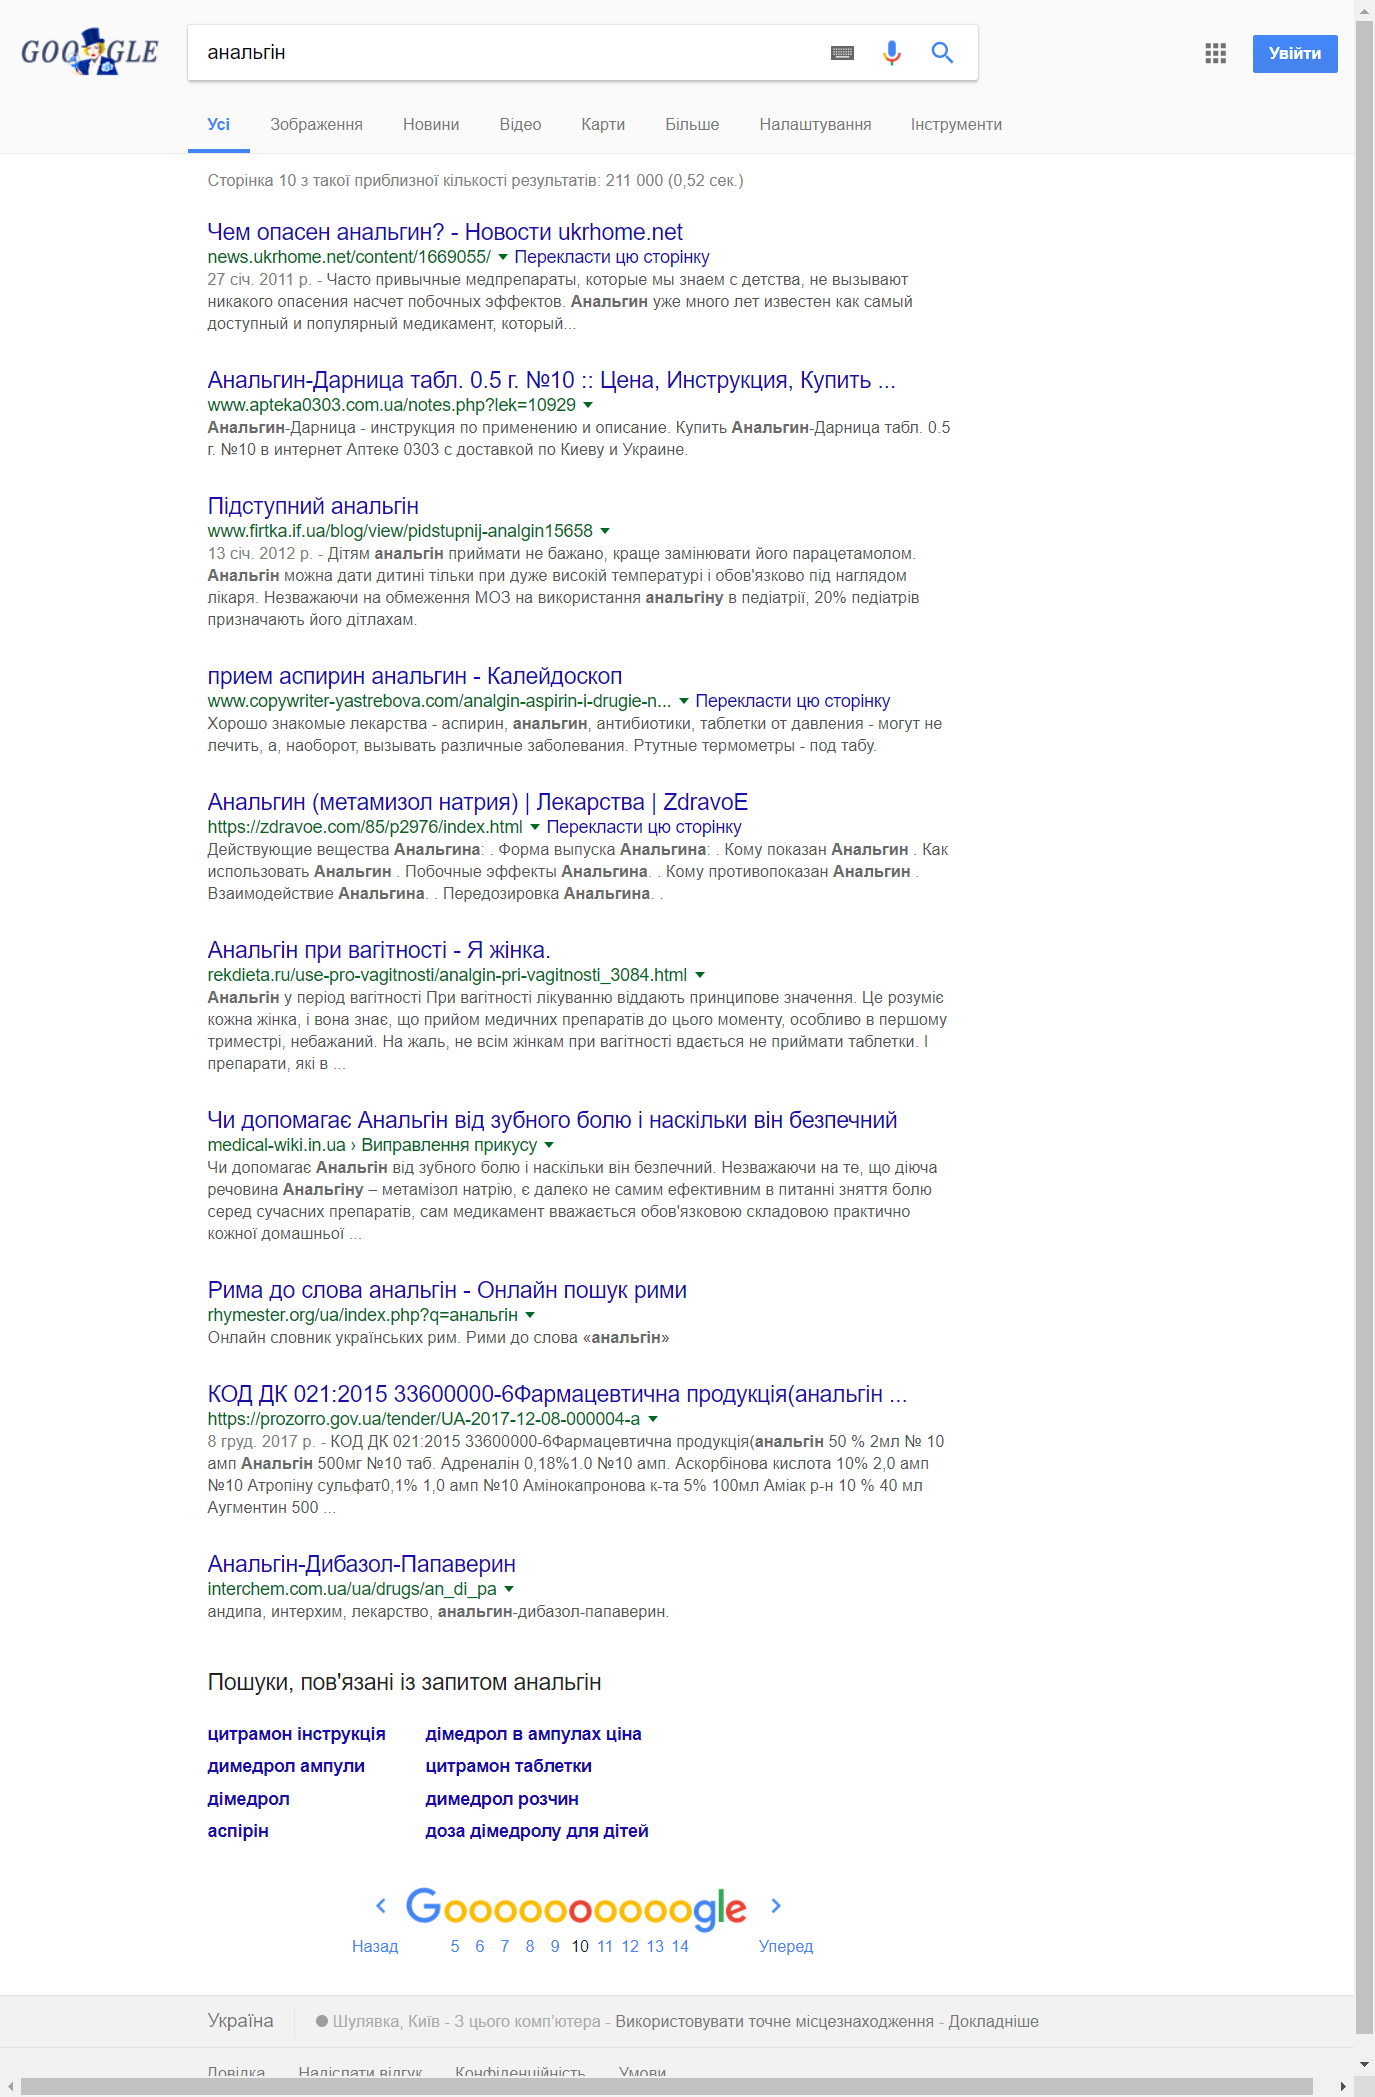 GOOGLE
анальгін
Увійти
Усі Зображення Новини Відео Карти Більше Налаштування Інструменти
Сторінка 10 з такої приблизної кількості результатів: 211 000 (0,52 сек.)
Чем опасен анальгин? - Новости ukrhome.net
news.ukrhome.net/content/1669055/ Перекласти цю сторінку
27 січ. 2011 р. - Часто привычные медпрепараты, которые мы знаем с детства, не вызывают
никакого опасения насчет побочных эффектов. Анальгин уже много лет известен как самый
доступный и популярный медикамент, который...
Анальгин-Дарница табл. 0.5 г. №10 :: Цена, Инструкция, Купить ...
www.apteka0303.com.ua/notes.php?lek=10929
Анальгин-Дарница - инструкция по применению и описание. Купить Анальгин-Дарница табл. 0.5
г. №10 в интернет Аптеке 0303 с доставкой по Киеву и Украине.
Підступний анальгін
www.firtka.if.ua/blog/view/pidstupnij-analgin15658
13 січ. 2012 р. - Дітям анальгін приймати не бажано, краще замінювати його парацетамолом.
Анальгін можна дати дитині тільки при дуже високій температурі і обов'язково під наглядом
лікаря. Незважаючи на обмеження МОЗ на використання анальгіну в педіатрії, 20% педіатрів
призначають його дітлахам.
прием аспирин анальгин - Калейдоскоп
www.copywriter-yastrebova.com/analgin-aspirin-i-drugie-n... Перекласти цю сторінку
Хорошо знакомые лекарства - аспирин, анальгин, антибиотики, таблетки от давления - могут не
лечить, а, наоборот, вызывать различные заболевания. Ртутные термометры - под табу.
Анальгин (метамизол натрия) | Лекарства | ZdravoE
https://zdravoe.com/85/p2976/index.html Перекласти цю сторінку
Действующие вещества Анальгина: . Форма выпуска Анальгина: . Кому показан Анальгин . Как
использовать Анальгин . Побочные эффекты Анальгина. . Кому противопоказан Анальгин .
Взаимодействие Анальгина. . Передозировка Анальгина. .
Анальгін при вагітності - Я жінка.
rekdieta.ru/use-pro-vagitnosti/analgin-pri-vagitnosti_3084.html
Анальгін у період вагітності При вагітності лікуванню віддають принципове значення. Це розуміє
кожна жінка, і вона знає, що прийом медичних препаратів до цього моменту, особливо в першому
триместрі, небажаний. На жаль, не всім жінкам при вагітності вдається не приймати таблетки. І
препарати, які в ...
Чи допомагає Анальгін від зубного болю і наскільки він безпечний
medical-wiki.in.ua › Виправлення прикусу
Чи допомагає Анальгін від зубного болю і наскільки він безпечний. Незважаючи на те, що діюча
речовина Анальгіну – метамізол натрію, є далеко не самим ефективним в питанні зняття болю
серед сучасних препаратів, сам медикамент вважається обов'язковою складовою практично
кожної домашньої ...
Рима до слова анальгін - Онлайн пошук рими
rhymester.org/ua/index.php?q=анальгін
Онлайн словник українських рим. Рими до слова «анальгін»
КОД ДК 021:2015 33600000-6Фармацевтична продукція(анальгін ...
https://prozorro.gov.ua/tender/UA-2017-12-08-000004-a
8 груд. 2017 р. - КОД ДК 021:2015 33600000-6Фармацевтична продукція(анальгін 50 % 2мл № 10
амп Анальгін 500мг №10 таб. Адреналін 0,18%1.0 №10 амп. Аскорбінова кислота 10% 2,0 амп
№10 Атропіну сульфат0,1% 1,0 амп №10 Амінокапронова к-та 5% 100мл Аміак р-н 10 % 40 мл
Аугментин 500 ...
Анальгін-Дибазол-Папаверин
interchem.com.ua/ua/drugs/an_di_pa
андипа, интерхим, лекарство, анальгин-дибазол-папаверин.
Пошуки, пов'язані із запитом анальгін
цитрамон інструкція дімедрол в ампулах ціна
димедрол ампули цитрамон таблетки
дімедрол димедрол розчин
аспірін доза дімедролу для дітей
Goooooooooogle
Назад 5 6 7 8 9 10 11 12 13 14 Уперед
Україна Шулявка, Київ - З цього комп'ютера - Використовувати точне місцезнаходження - Докладніше
Довідка Надіслати відгук Конфіденційність Умови